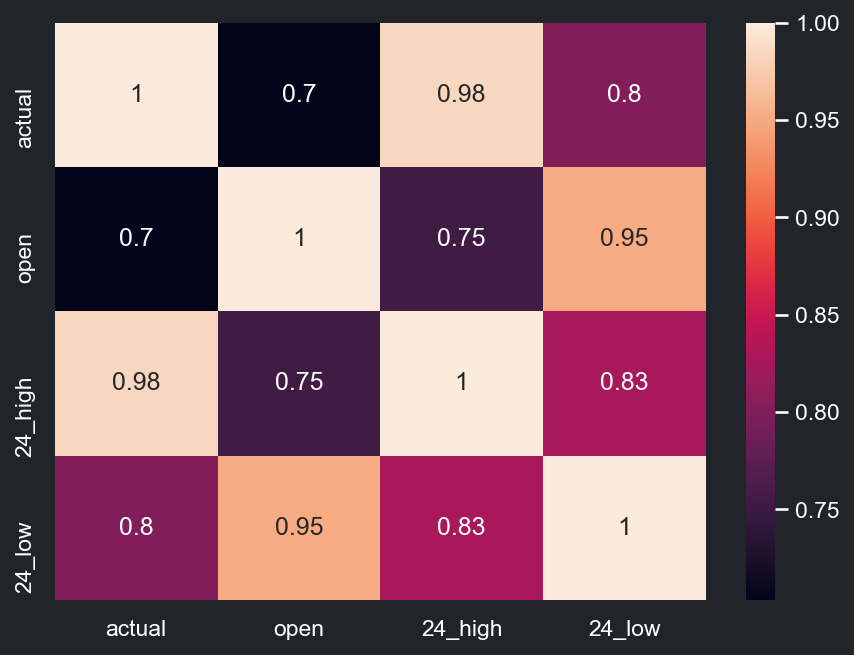 1.00
actual 1 0.7 0.98 0.8
0.95
0.90
open 0.7 1 0.75 0.95
0.85
24_high 0.98 0.75 1 0.83
0.80
0.75
24_low 0.8 0.95 0.83 1
actual open 24_high 24_low